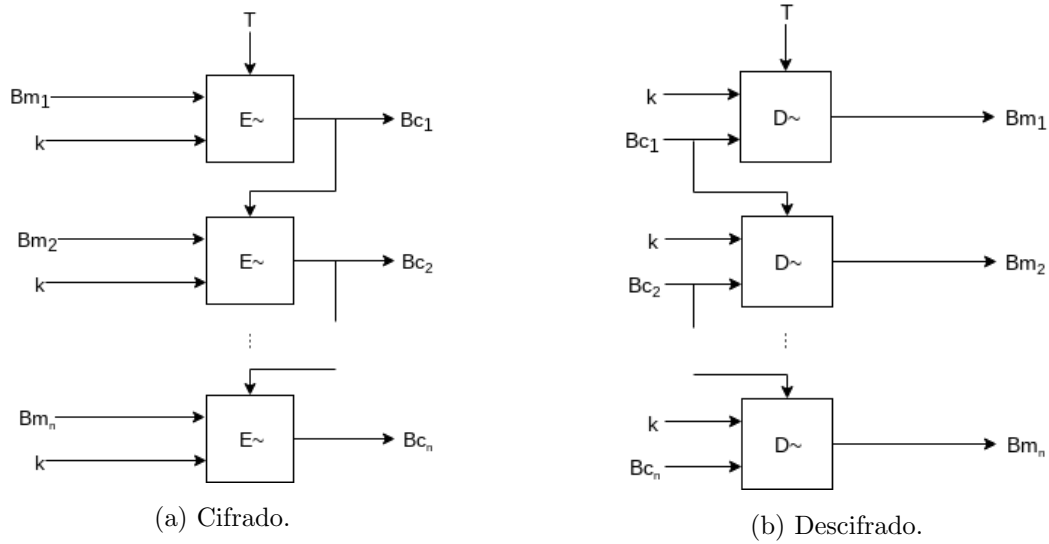 T
Bm1
k
E~
Bc1
Bm2
k
E~
Bc2
Bmn
k
E~
Bcn
(a) Cifrado.
T
k
Bc1
D~
Bm1
k
Bc2
D~
Bm2
k
Bcn
D~
Bmn
(b) Descifrado.